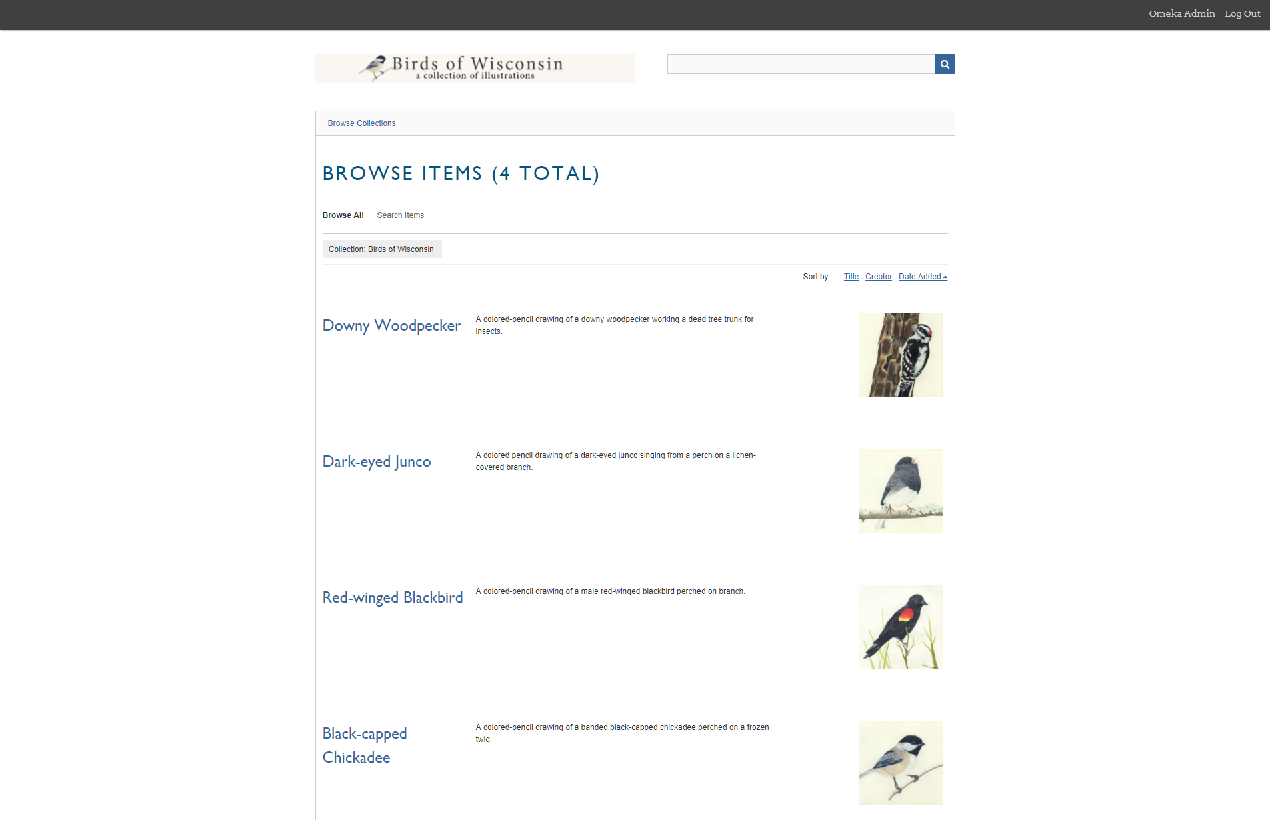 Omeka Admin Log Out
Birds of Wisconsin
a collection of illustrations
Browse Collections
BROWSE ITEMS (4 TOTAL)
Browse All Search Items
Collection: Birds of Wisconsin
Sort by: Title Creator Date Added
Downy Woodpecker
A colored-pencil drawing of a downy woodpecker working a dead tree trunk for
insects.
Dark-eyed Junco
A colored pencil drawing of a dark-eyed junco singing from a perch on a lichen-
covered branch.
Red-winged Blackbird
A colored-pencil drawing of a male red-winged blackbird perched on branch.
Black-capped
Chickadee
A colored-pencil drawing of a banded black-capped chickadee perched on a frozen
twig.